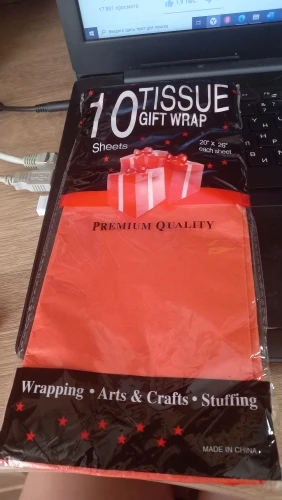 10 TISSUE
GIFT WRAP
Sheets
20" x 26"
each sheet
PREMIUM QUALITY
Wrapping • Arts & Crafts • Stuffing
MADE IN CHINA